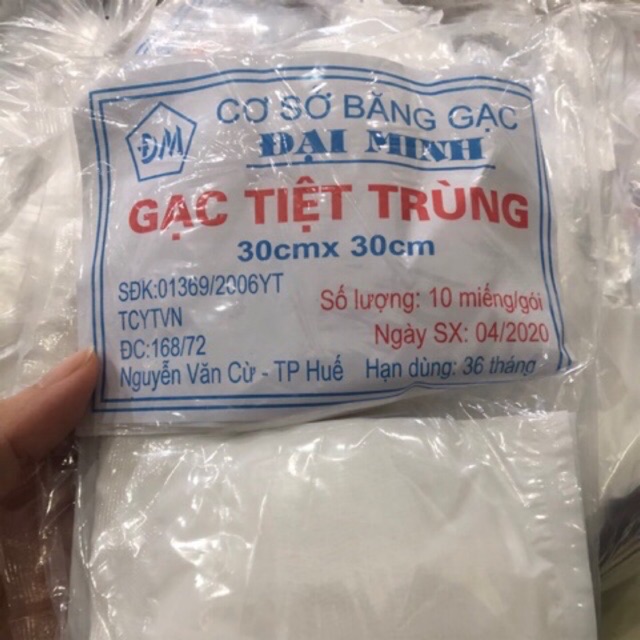 ĐM
CƠ SỞ BĂNG GẠC
ĐẠI MINH
GẠC TIỆT TRÙNG
30cmx 30cm
SĐK:01369/2006YT
TCYTVN
ĐC:168/72
Nguyễn Văn Cừ - TP Huế
Số lượng: 10 miếng/gói
Ngày SX: 04/2020
Hạn dùng: 36 tháng